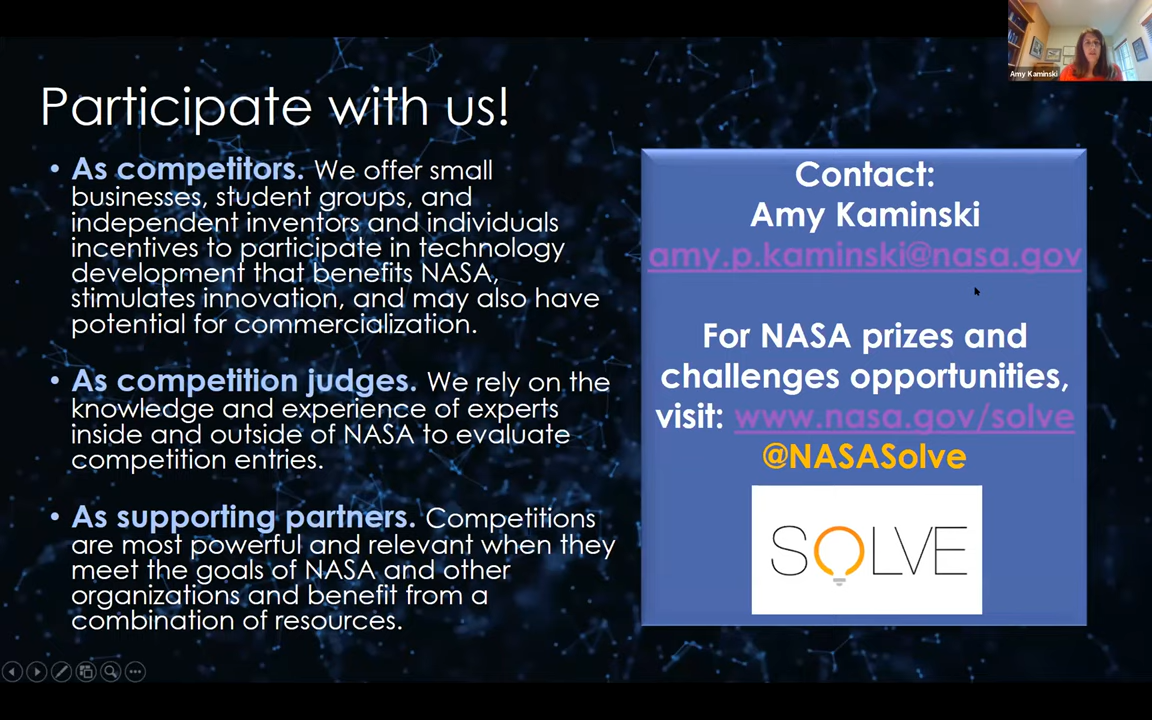 Amy Kaminski
Participate with us!
• As competitors. We offer small
businesses, student groups, and
independent inventors and individuals
incentives to participate in technology
development that benefits NASA,
stimulates innovation, and may also have
potential for commercialization.
• As competition judges. We rely on the
knowledge and experience of experts
inside and outside of NASA to evaluate
competition entries.
• As supporting partners. Competitions
are most powerful and relevant when they
meet the goals of NASA and other
organizations and benefit from a
combination of resources.
Contact:
Amy Kaminski
amy.p.kaminski@nasa.gov
For NASA prizes and
challenges opportunities,
visit: www.nasa.gov/solve
@NASASolve
SOLVE